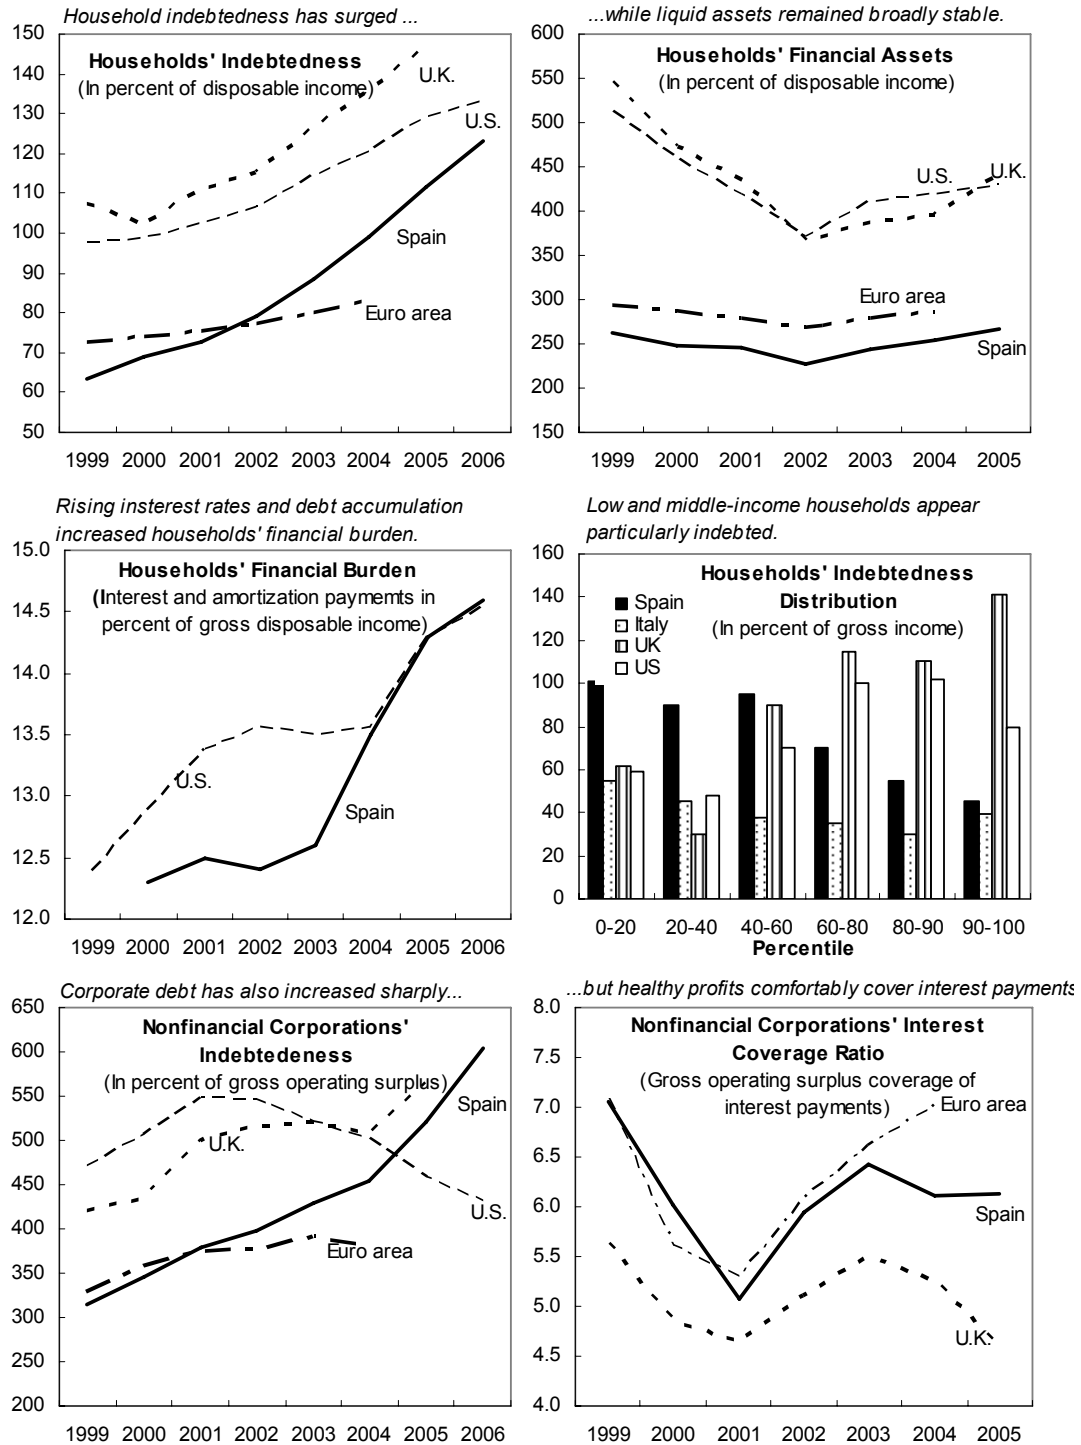 Household indebtedness has surged ...
150
140
130
120
110
100
90
80
70
60
50
Households' Indebtedness
(In percent of disposable income)
U.K.
U.S.
Spain
Euro area
1999 2000 2001 2002 2003 2004 2005 2006
...while liquid assets remained broadly stable.
600
550
500
450
400
350
300
250
200
150
Households' Financial Assets
(In percent of disposable income)
U.S.
U.K.
Euro area
Spain
1999 2000 2001 2002 2003 2004 2005
Rising insterest rates and debt accumulation
increased households' financial burden.
15.0
14.5
14.0
13.5
13.0
12.5
12.0
Households' Financial Burden
(Interest and amortization paymemts in
percent of gross disposable income)
U.S.
Spain
1999 2000 2001 2002 2003 2004 2005 2006
Low and middle-income households appear
particularly indebted.
160
140
120
100
80
60
40
20
0
Households' Indebtedness
Distribution
(In percent of gross income)
Spain
Italy
UK
US
0-20 20-40 40-60 60-80 80-90 90-100
Percentile
Corporate debt has also increased sharply...
650
600
550
500
450
400
350
300
250
200
Nonfinancial Corporations'
Indebtedeness
(In percent of gross operating surplus)
Spain
U.K.
U.S.
Euro area
1999 2000 2001 2002 2003 2004 2005 2006
...but healthy profits comfortably cover interest payments
8.0
7.5
7.0
6.5
6.0
5.5
5.0
4.5
4.0
Nonfinancial Corporations' Interest
Coverage Ratio
(Gross operating surplus coverage of
interest payments)
Euro area
Spain
U.K.
1999 2000 2001 2002 2003 2004 2005